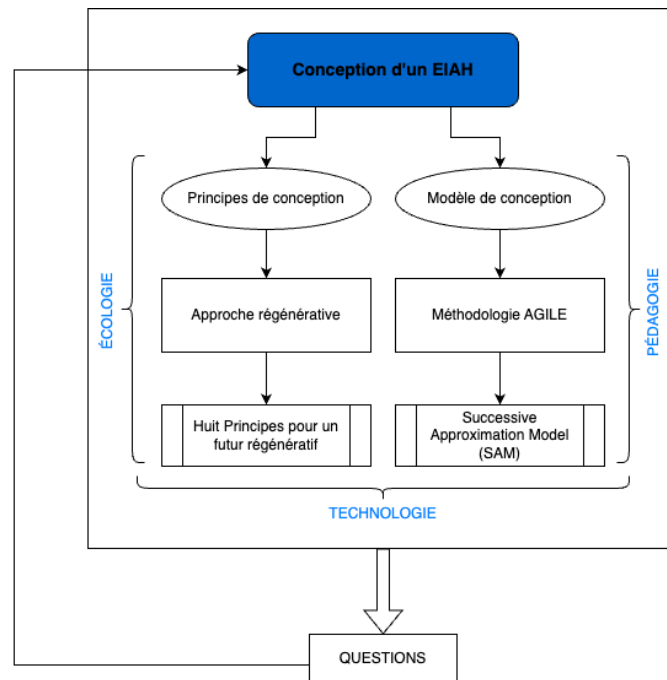 Conception d'un EIAH
Principes de conception
Modèle de conception
ÉCOLOGIE
Approche régénérative
Méthodologie AGILE
PÉDAGOGIE
Huit Principes pour un
futur régénératif
Successive
Approximation Model
(SAM)
TECHNOLOGIE
QUESTIONS